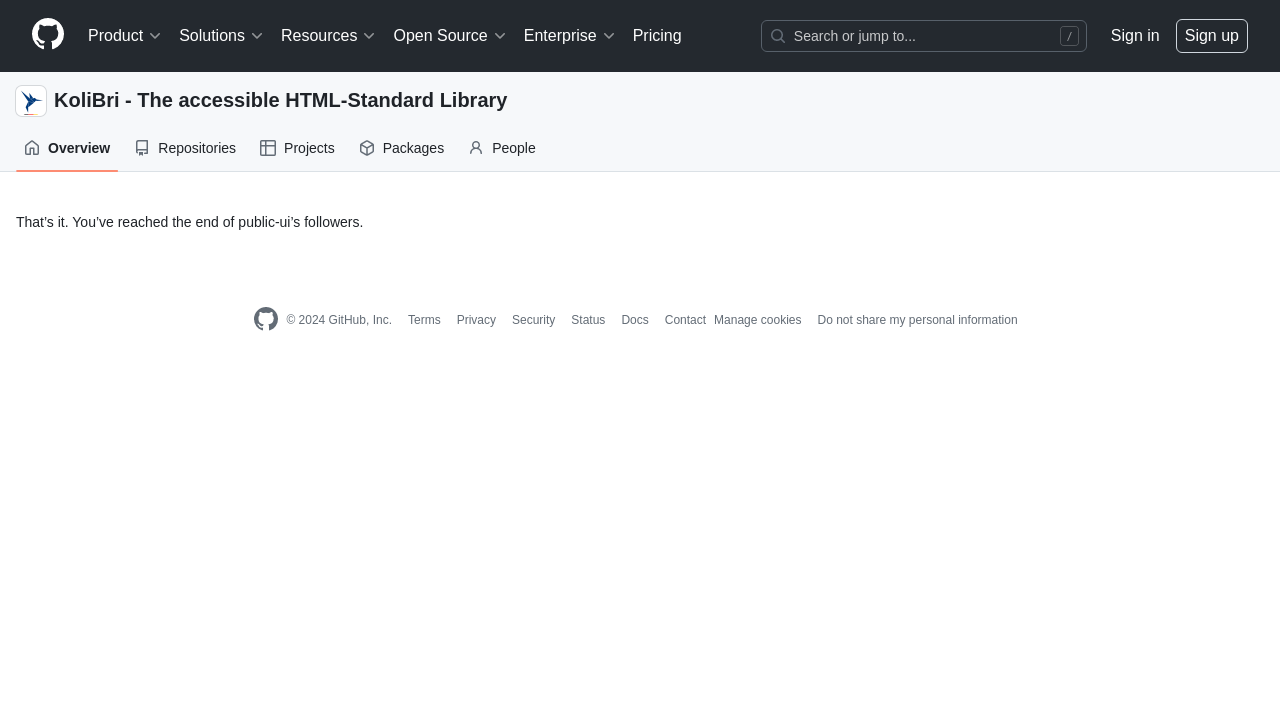 Product
Solutions
Resources
Open Source
Enterprise
Pricing
Search or jump to...
/
Sign in
Sign up
KoliBri - The accessible HTML-Standard Library
Overview
Repositories
Projects
Packages
People
That’s it. You’ve reached the end of public-ui’s followers.
© 2024 GitHub, Inc.
Terms
Privacy
Security
Status
Docs
Contact
Manage cookies
Do not share my personal information